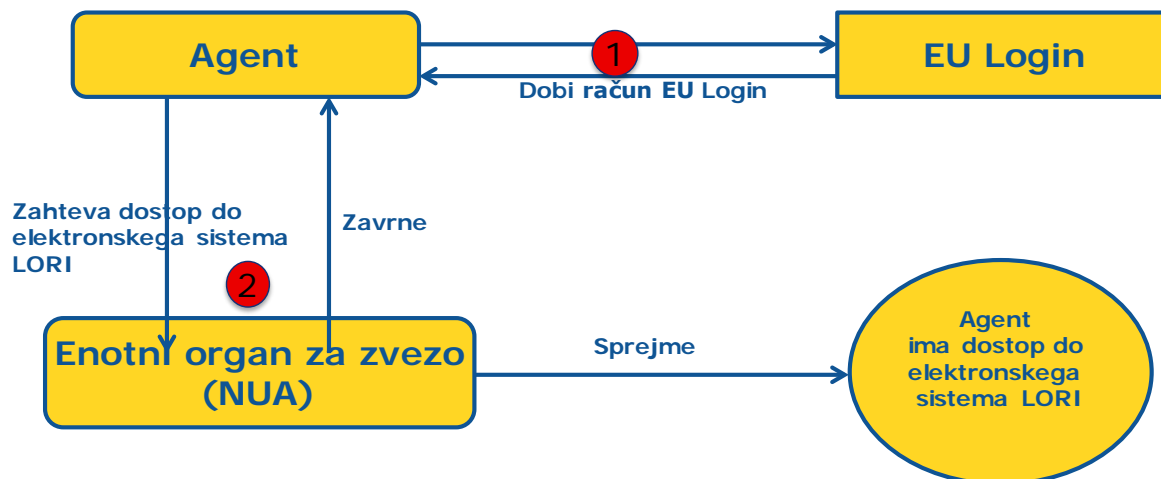 Agent
1
EU Login
Dobi račun EU Login
Zahteva dostop do
elektronskega sistema
LORI
Zavrne
2
Enotni organ za zvezo
(NUA)
Sprejme
Agent
ima dostop do
elektronskega
sistema LORI